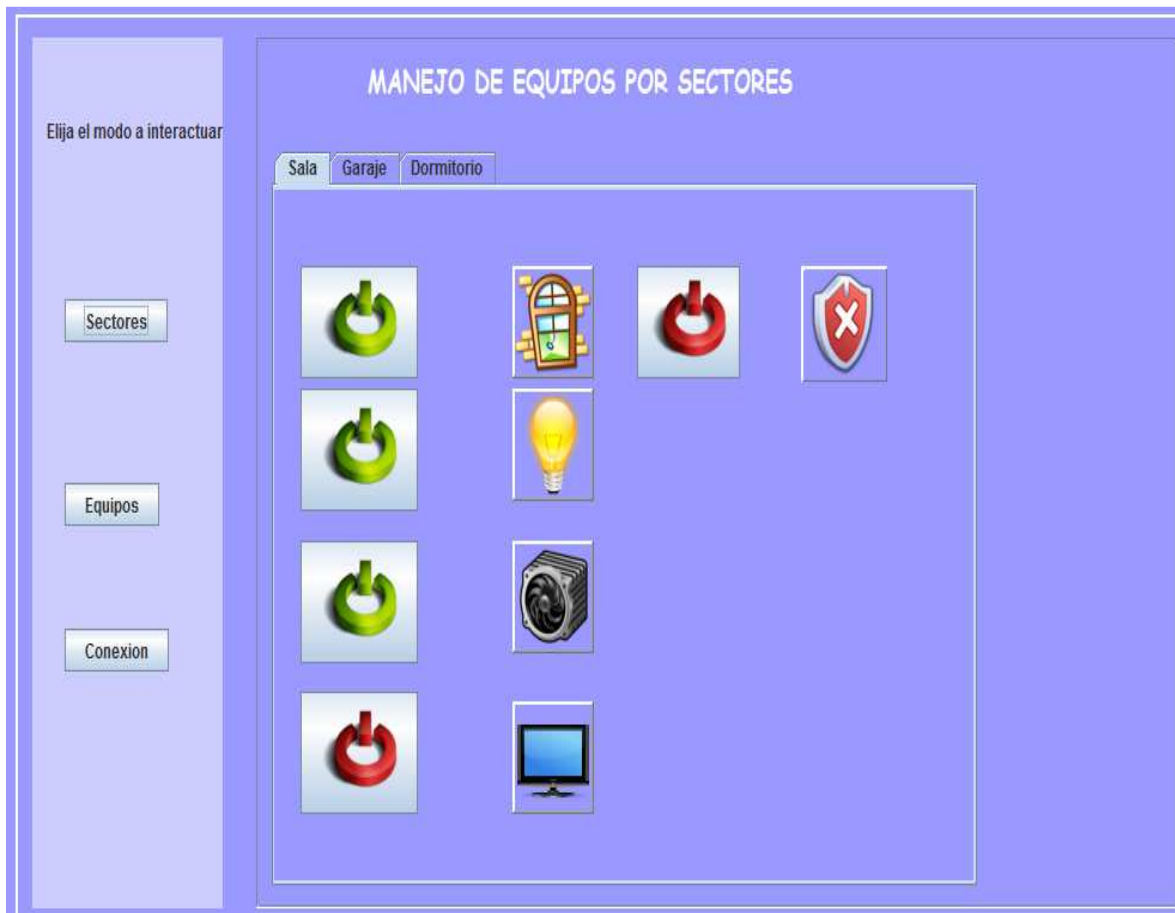 MANEJO DE EQUIPOS POR SECTORES
Elija el modo a interactuar
Sala Garaje Dormitorio
Sectores
Equipos
Conexion